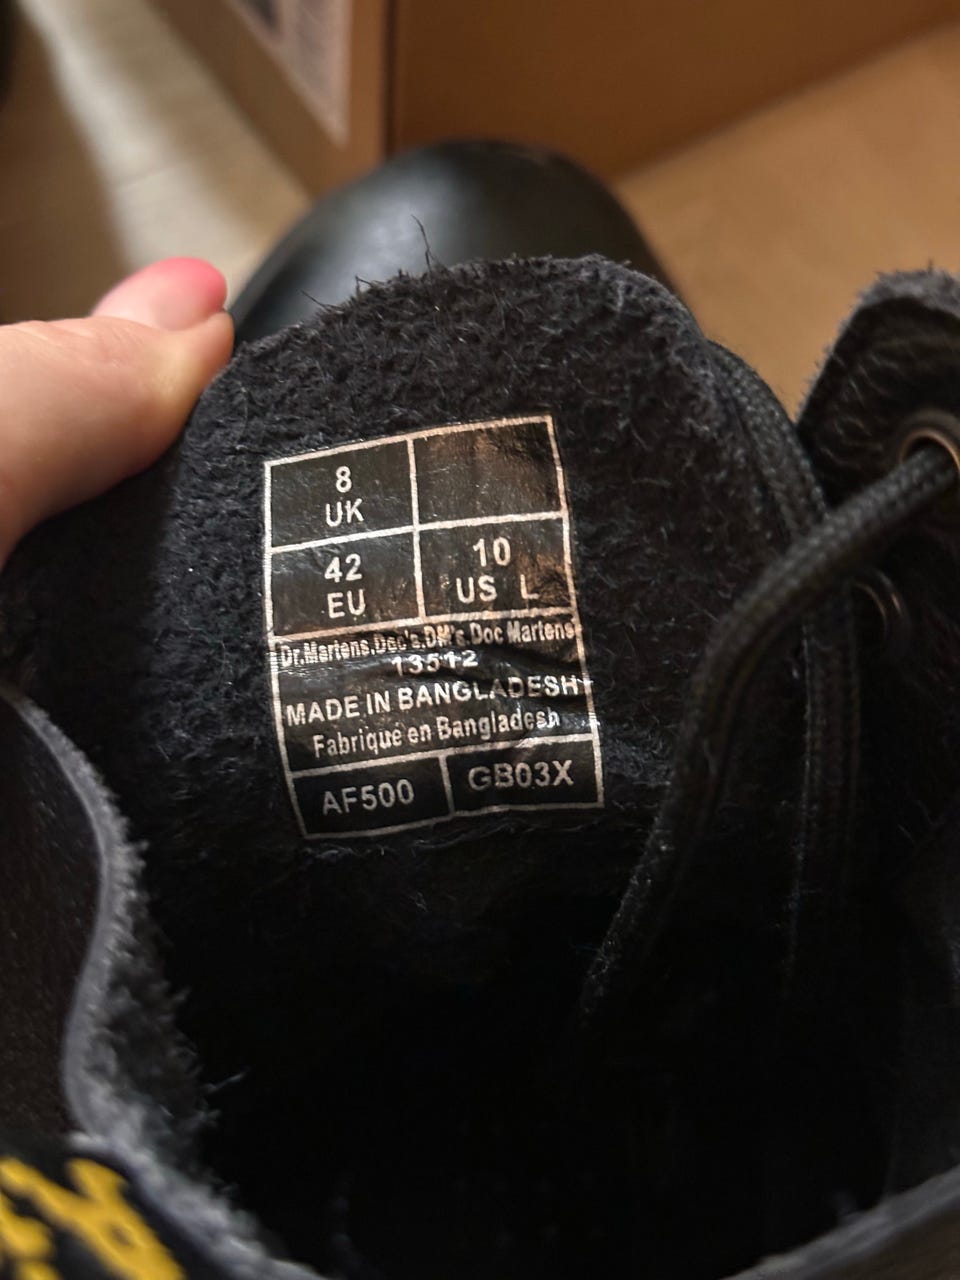 8
UK
42
EU
10
US L
Dr.Martens.Doc's.DM's.Doc Martens
13512
MADE IN BANGLADESH
Fabrique en Bangladesh
AF500
GB03X